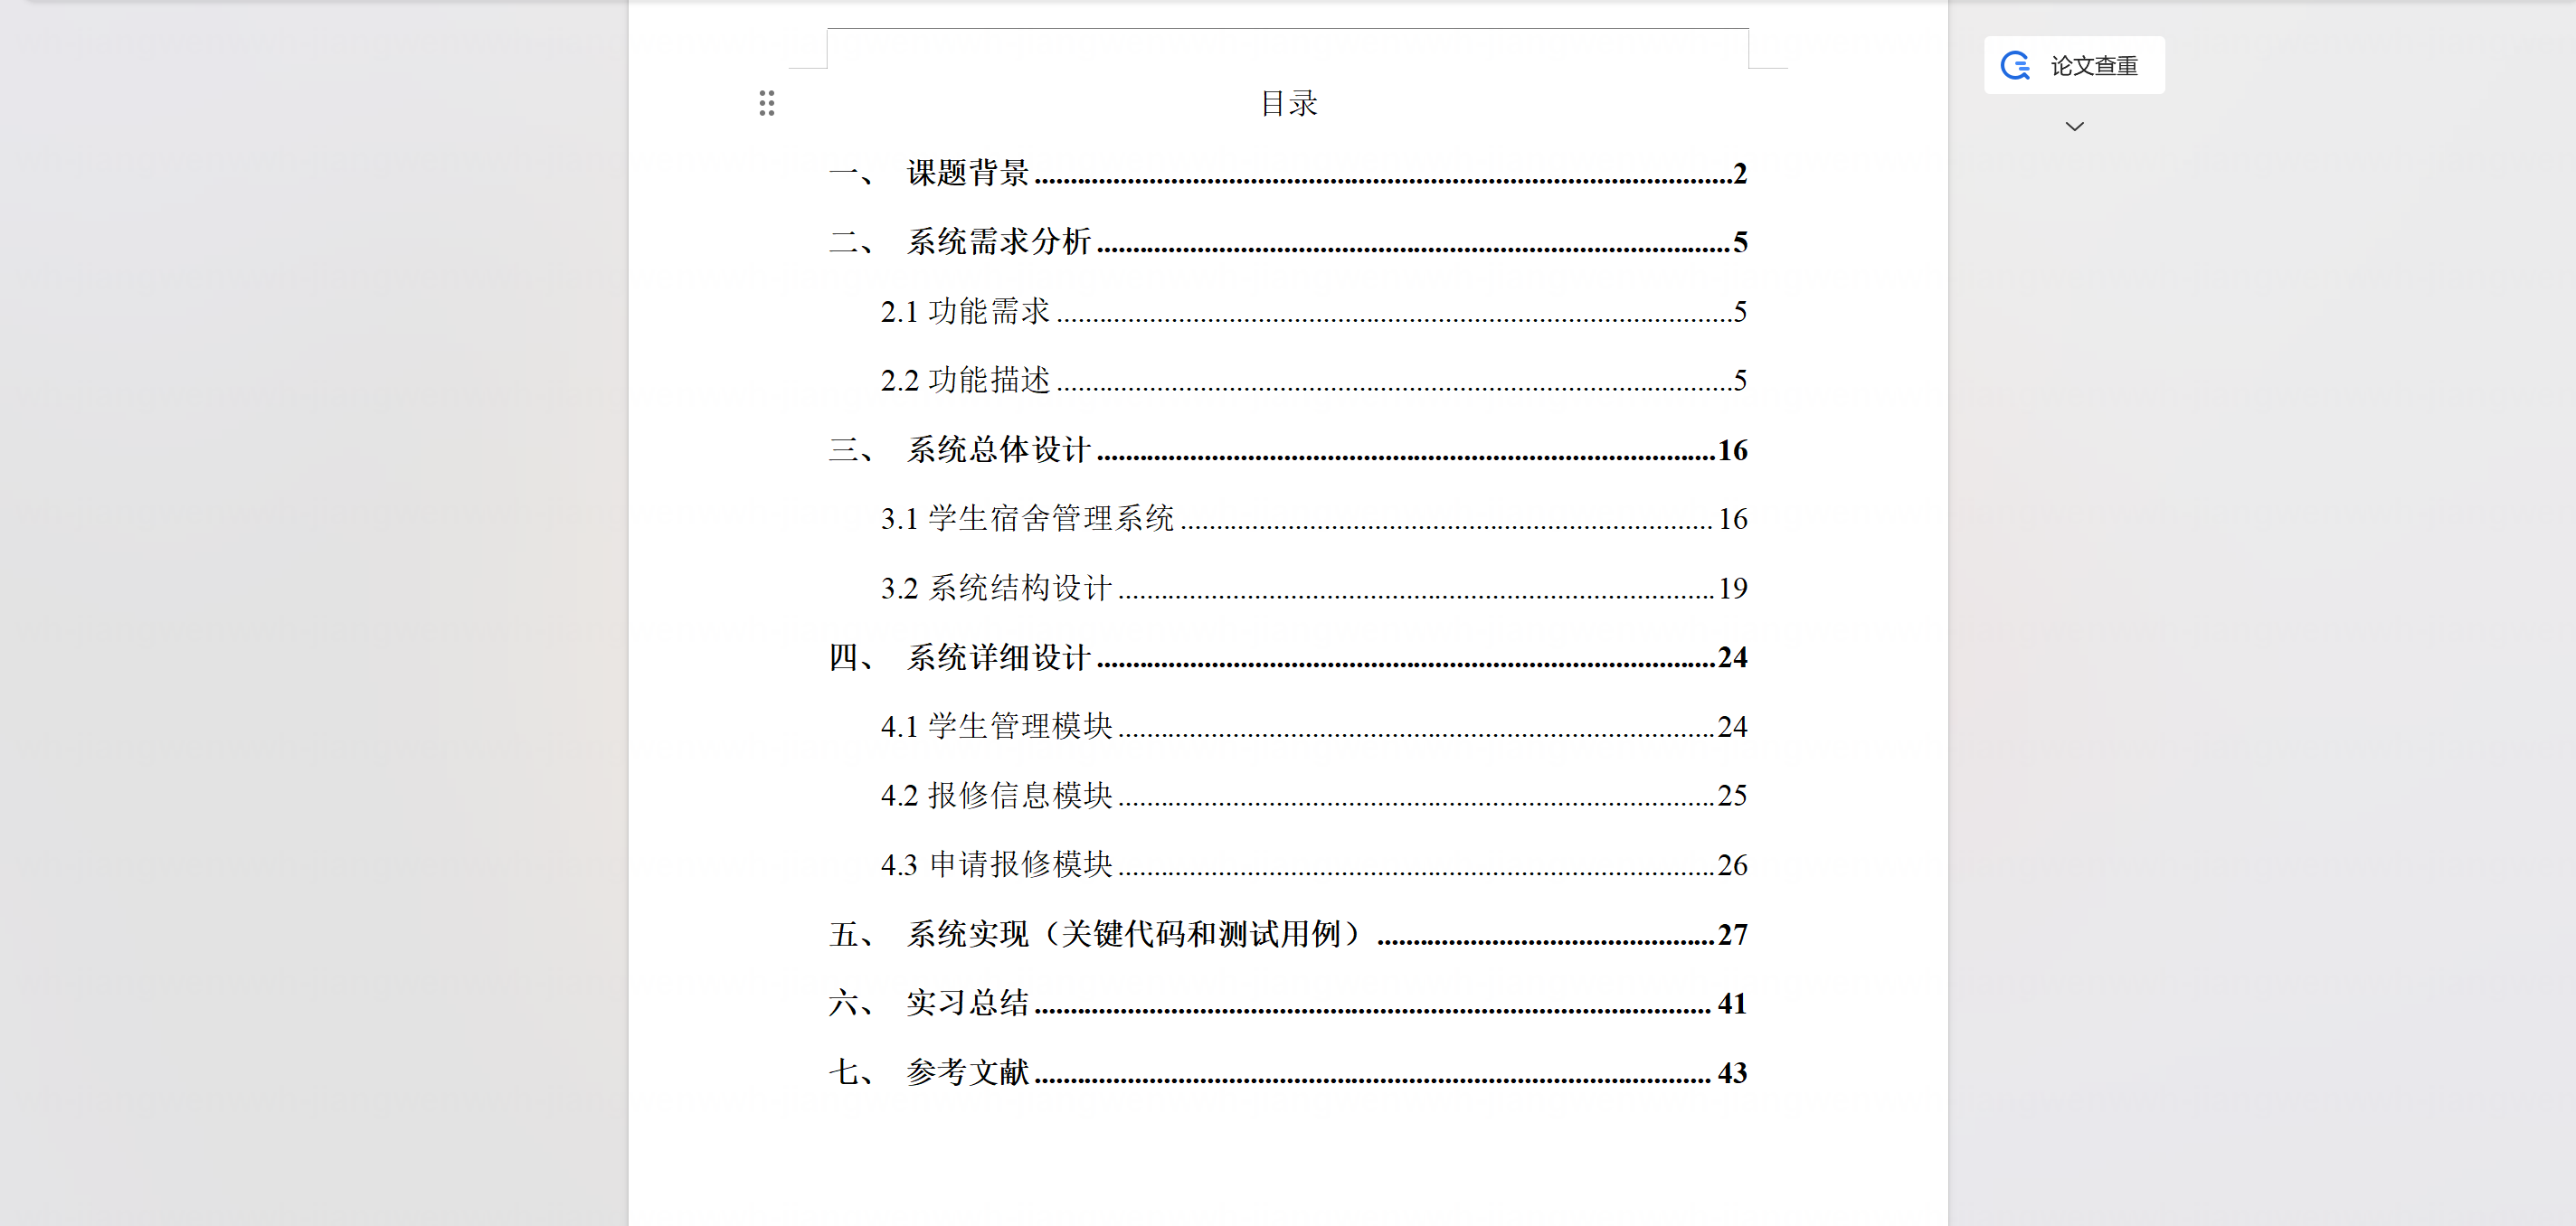 论文查重
目录
一、 课题背景 2
二、 系统需求分析 5
2.1 功能需求 5
2.2 功能描述 5
三、 系统总体设计 16
3.1 学生宿舍管理系统 16
3.2 系统结构设计 19
四、 系统详细设计 24
4.1 学生管理模块 24
4.2 报修信息模块 25
4.3 申请报修模块 26
五、 系统实现（关键代码和测试用例） 27
六、 实习总结 41
七、 参考文献 43